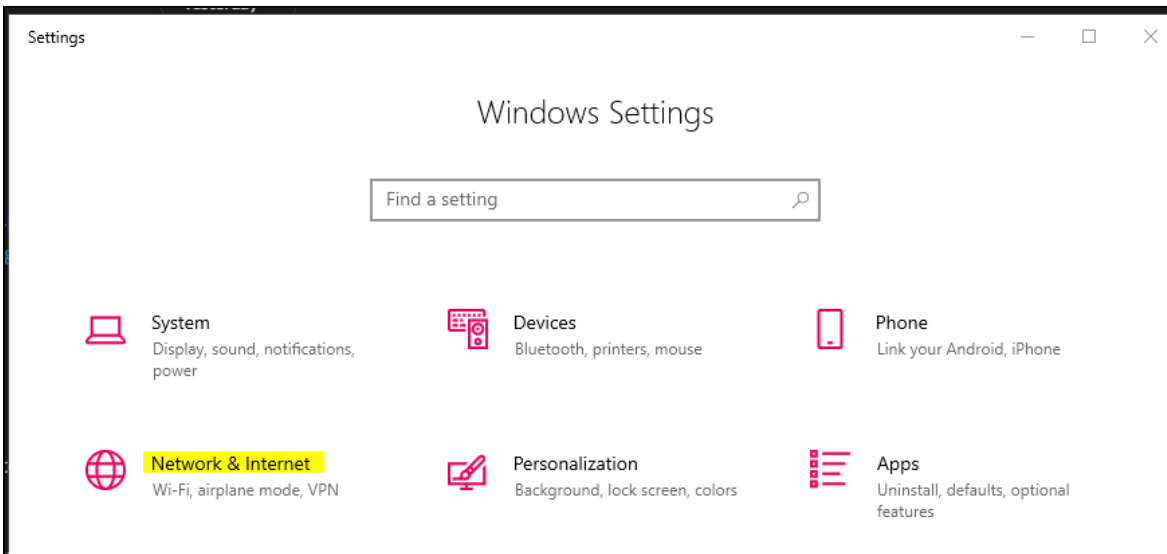 Yesterday
Settings
Windows Settings
Find a setting
System
Display, sound, notifications,
power
Devices
Bluetooth, printers, mouse
Phone
Link your Android, iPhone
Network & Internet
Wi-Fi, airplane mode, VPN
Personalization
Background, lock screen, colors
Apps
Uninstall, defaults, optional
features